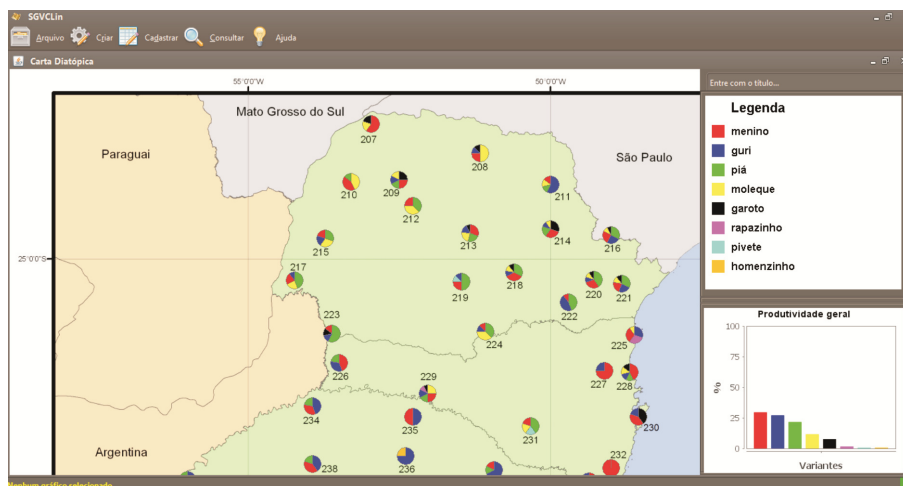 SGVCLin
Arquivo Criar Cadastrar Consultar Ajuda
Carta Diatópica
Entre com o título...
55°0'0"W 50°0'0"W
Mato Grosso do Sul
Paraguai
São Paulo
25°0'0"S
Argentina
207
208
209
210
211
212
213
214
215
216
217
218
219
220
221
222
223
224
225
226
227
228
229
230
231
232
234
235
236
238
Legenda
menino
guri
piá
moleque
garoto
rapazinho
pivete
homenzinho
Produtividade geral
100
75
50
25
0
%
Variantes
Nenhum gráfico selecionado